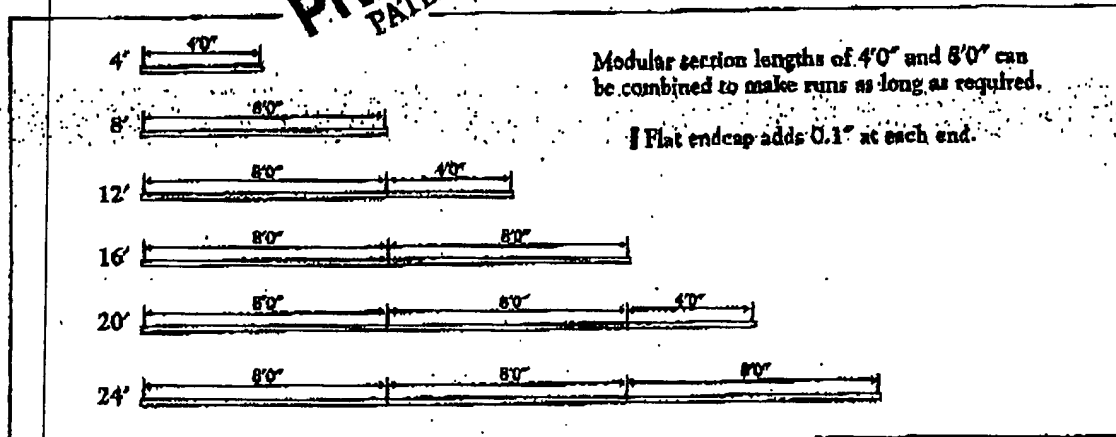 4" 4'0"
Modular section lengths of 4'0" and 8'0" can
be combined to make runs as long as required.
8' 8'0"
Flat endcap adds 0.1" at each end.
12' 8'0" 4'0"
16' 8'0" 8'0"
20' 8'0" 8'0" 4'0"
24' 8'0" 8'0" 8'0"